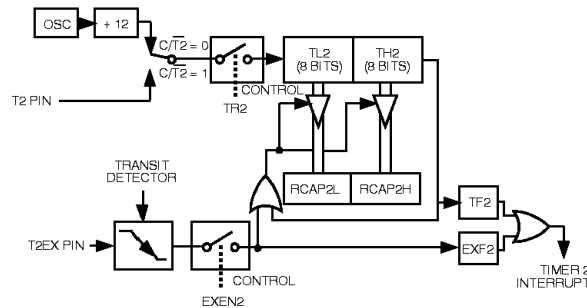 OSC
+ 12
C/T2 = 0
C/T2 = 1
T2 PIN
CONTROL
TR2
TL2
(8 BITS)
TH2
(8 BITS)
RCAP2L
RCAP2H
TRANSIT
DETECTOR
T2EX PIN
CONTROL
EXEN2
TF2
EXF2
TIMER 2
INTERRUPT